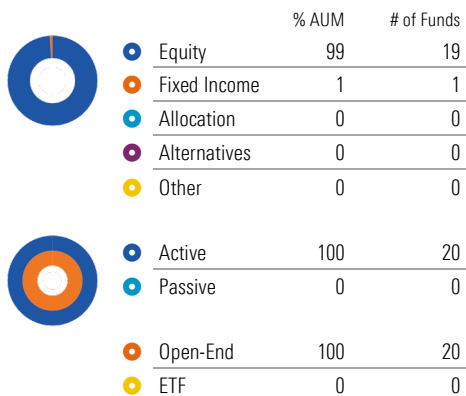 % AUM # of Funds
Equity 99 19
Fixed Income 1 1
Allocation 0 0
Alternatives 0 0
Other 0 0
Active 100 20
Passive 0 0
Open-End 100 20
ETF 0 0